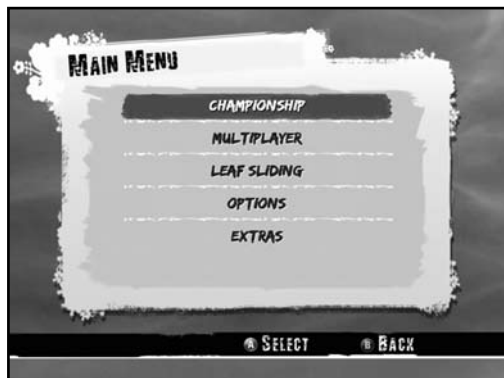 MAIN MENU
CHAMPIONSHIP
MULTIPLAYER
LEAF SLIDING
OPTIONS
EXTRAS
A SELECT B BACK